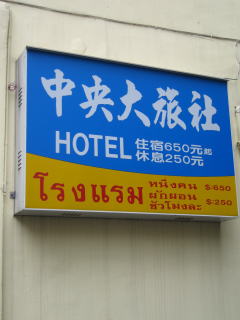 中央大旅社
HOTEL 住宿650元起
休息250元
โรงแรม หนึ่งคน $:650
ผักผอน $:250
ชั่วโมงละ